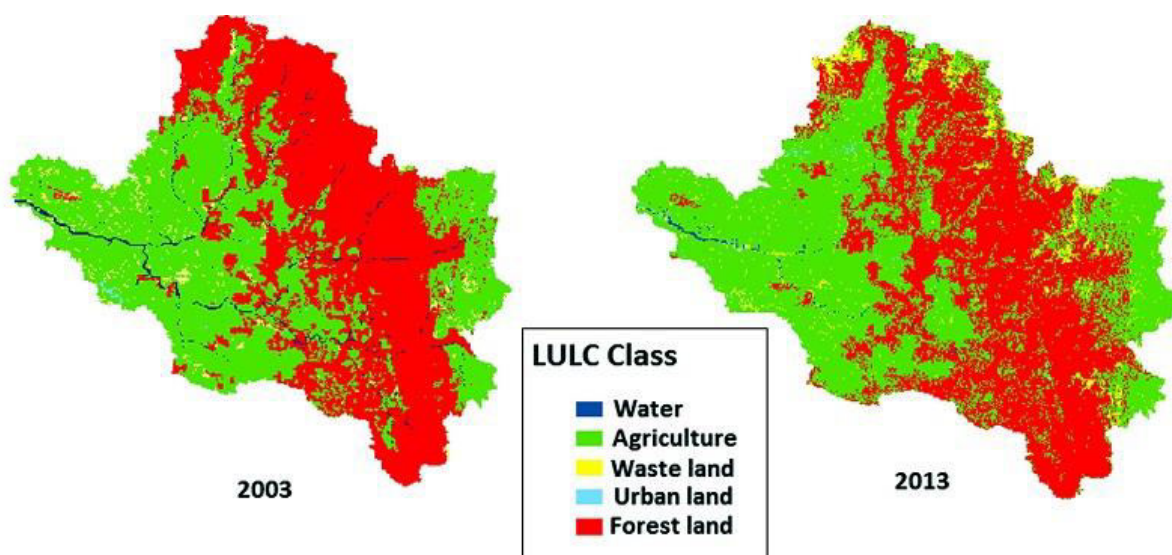 LULC Class
Water
Agriculture
Waste land
Urban land
Forest land
2003
2013